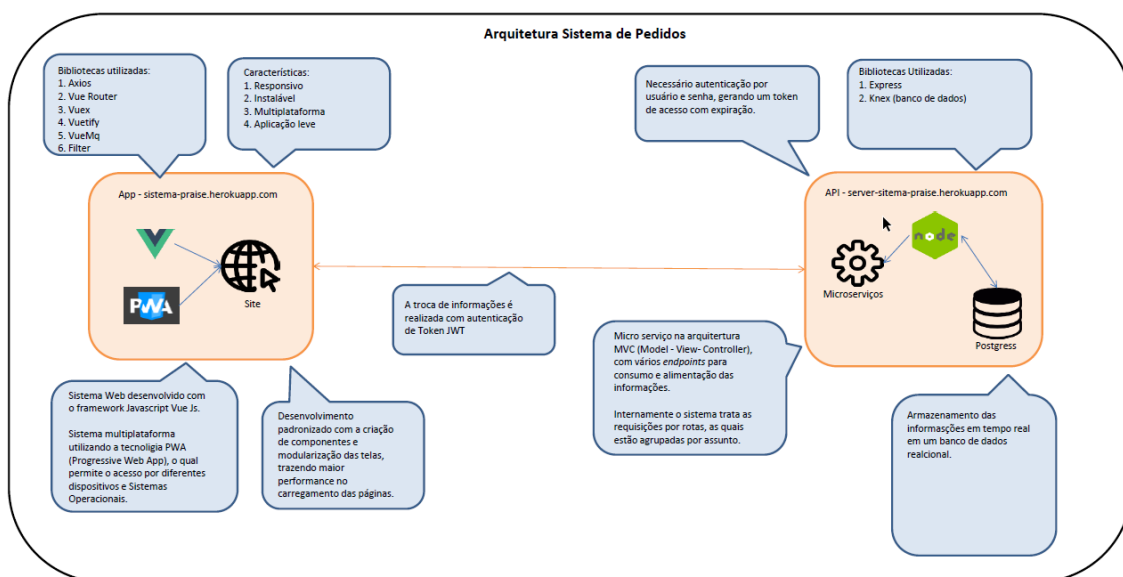 Arquitetura Sistema de Pedidos
Bibliotecas utilizadas:
1. Axios
2. Vue Router
3. Vuex
4. Vuetify
5. VueMq
6. Filter
Características:
1. Responsivo
2. Instalável
3. Multiplataforma
4. Aplicação leve
Necessário autenticação por
usuário e senha, gerando um token
de acesso com expiração.
Bibliotecas Utilizadas:
1. Express
2. Knex (banco de dados)
App - sistema-praise.herokuapp.com
PWA
Site
API - server-sitema-praise.herokuapp.com
node
Microserviços
Postgress
A troca de informações é
realizada com autenticação
de Token JWT
Micro serviço na arquitertura
MVC (Model - View- Controller),
com vários endpoints para
consumo e alimentação das
informações.
Internamente o sistema trata as
requisições por rotas, as quais
estão agrupadas por assunto.
Sistema Web desenvolvido com
o framework Javascript Vue Js.
Sistema multiplataforma
utilizando a tecnoligia PWA
(Progressive Web App), o qual
permite o acesso por diferentes
dispositivos e Sistemas
Operacionais.
Desenvolvimento
padronizado com a criação
de componentes e
modularização das telas,
trazendo maior
performance no
carregamento das páginas.
Armazenamento das
informações em tempo real
em um banco de dados
realcional.